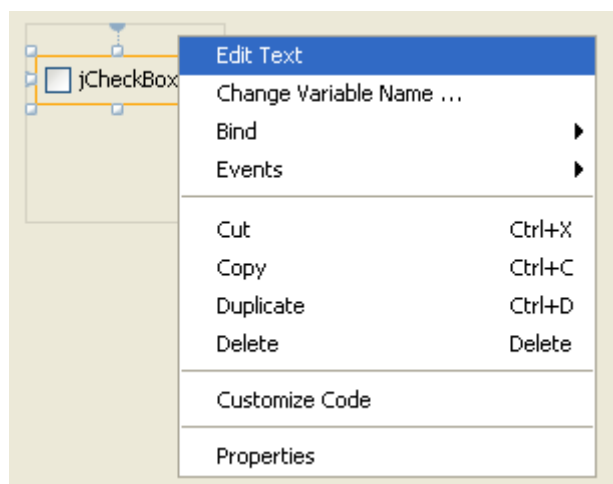 jCheckBox
Edit Text
Change Variable Name ...
Bind
Events
Cut Ctrl+X
Copy Ctrl+C
Duplicate Ctrl+D
Delete Delete
Customize Code
Properties